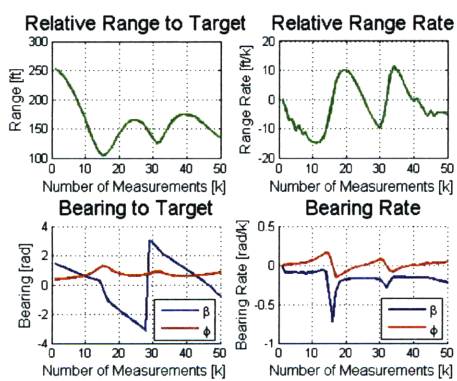 Relative Range to Target
Range [ft]
300
250
200
150
100
0 10 20 30 40 50
Number of Measurements [k]
Relative Range Rate
Range Rate [ft/k]
20
10
0
-10
-20
0 10 20 30 40 50
Number of Measurements [k]
Bearing to Target
Bearing [rad]
4
2
0
-2
-4
β
φ
0 10 20 30 40 50
Number of Measurements [k]
Bearing Rate
Bearing Rate [rad/k]
0.5
0
-0.5
-1
β
φ
0 10 20 30 40 50
Number of Measurements [k]